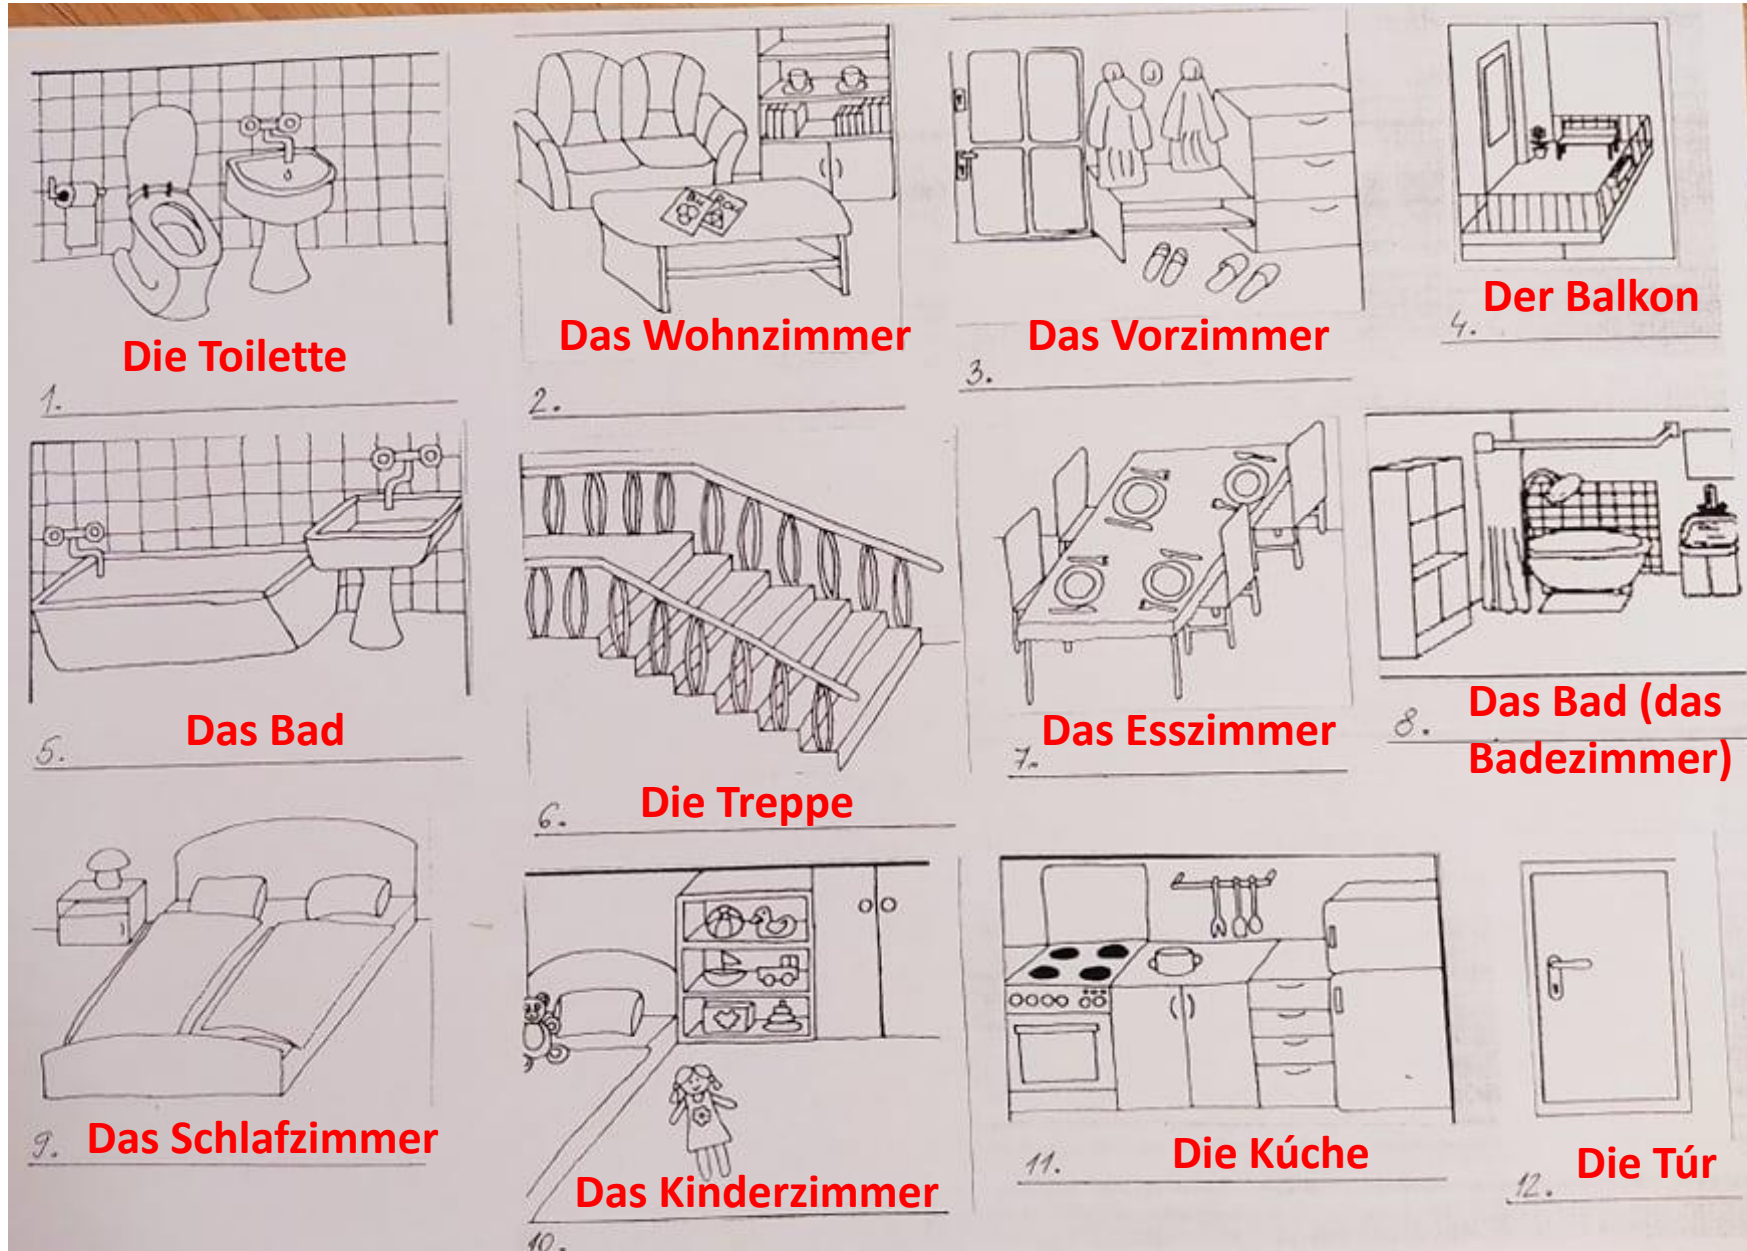 Die Toilette
1.
Das Wohnzimmer
2.
Das Vorzimmer
3.
Der Balkon
4.
Das Bad
5.
Die Treppe
6.
Das Esszimmer
7.
Das Bad (das
Badezimmer)
8.
Das Schlafzimmer
9.
Das Kinderzimmer
10.
Die Kúche
11.
Die Túr
12.